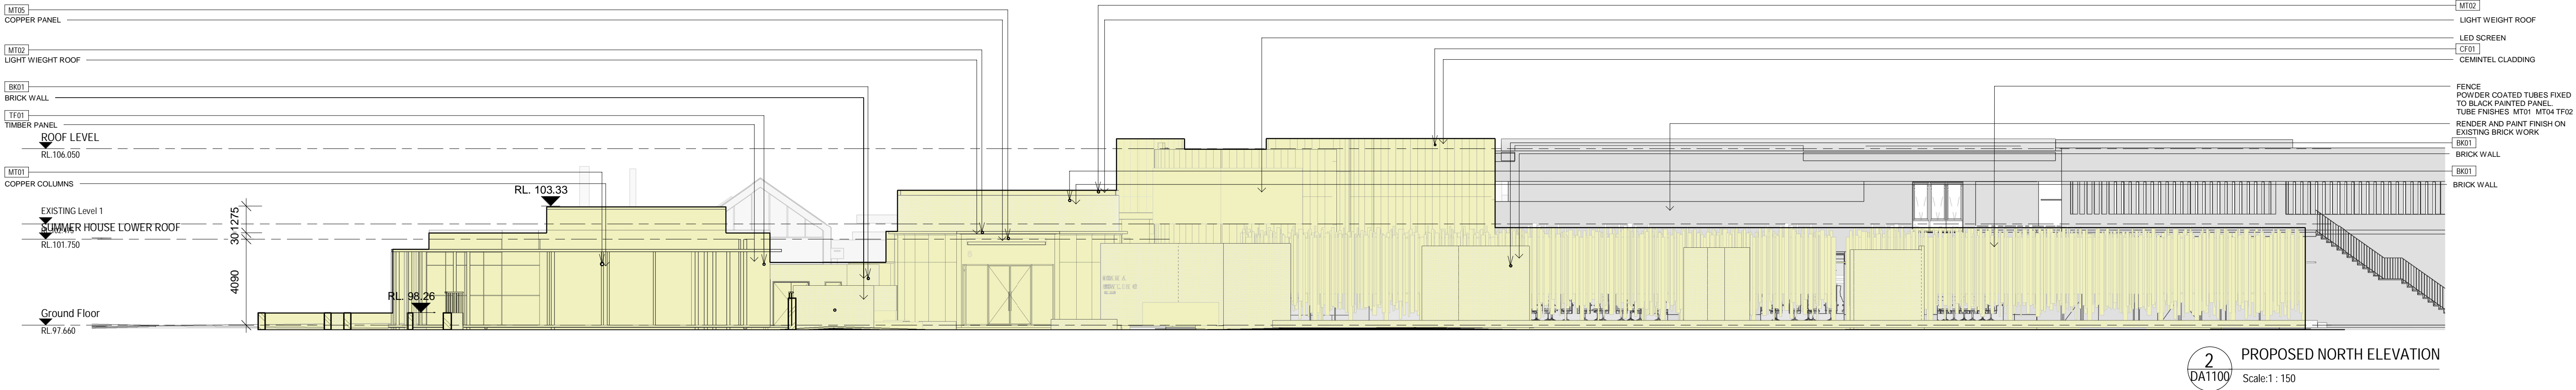 MT05
COPPER PANEL
MT02
LIGHT WIEGHT ROOF
BK01
BRICK WALL
TF01
TIMBER PANEL
ROOF LEVEL
RL.106.050
MT01
COPPER COLUMNS
EXISTING Level 1
SUMMER HOUSE LOWER ROOF
RL.101.750
Ground Floor
RL.97.660
1275
30
4090
RL. 103.33
RL. 98.26
MT02
LIGHT WEIGHT ROOF
LED SCREEN
CF01
CEMINTEL CLADDING
FENCE
POWDER COATED TUBES FIXED
TO BLACK PAINTED PANEL.
TUBE FNISHES MT01 MT04 TF02
RENDER AND PAINT FINISH ON
EXISTING BRICK WORK
BK01
BRICK WALL
BK01
BRICK WALL
2
DA1100
PROPOSED NORTH ELEVATION
Scale:1 : 150